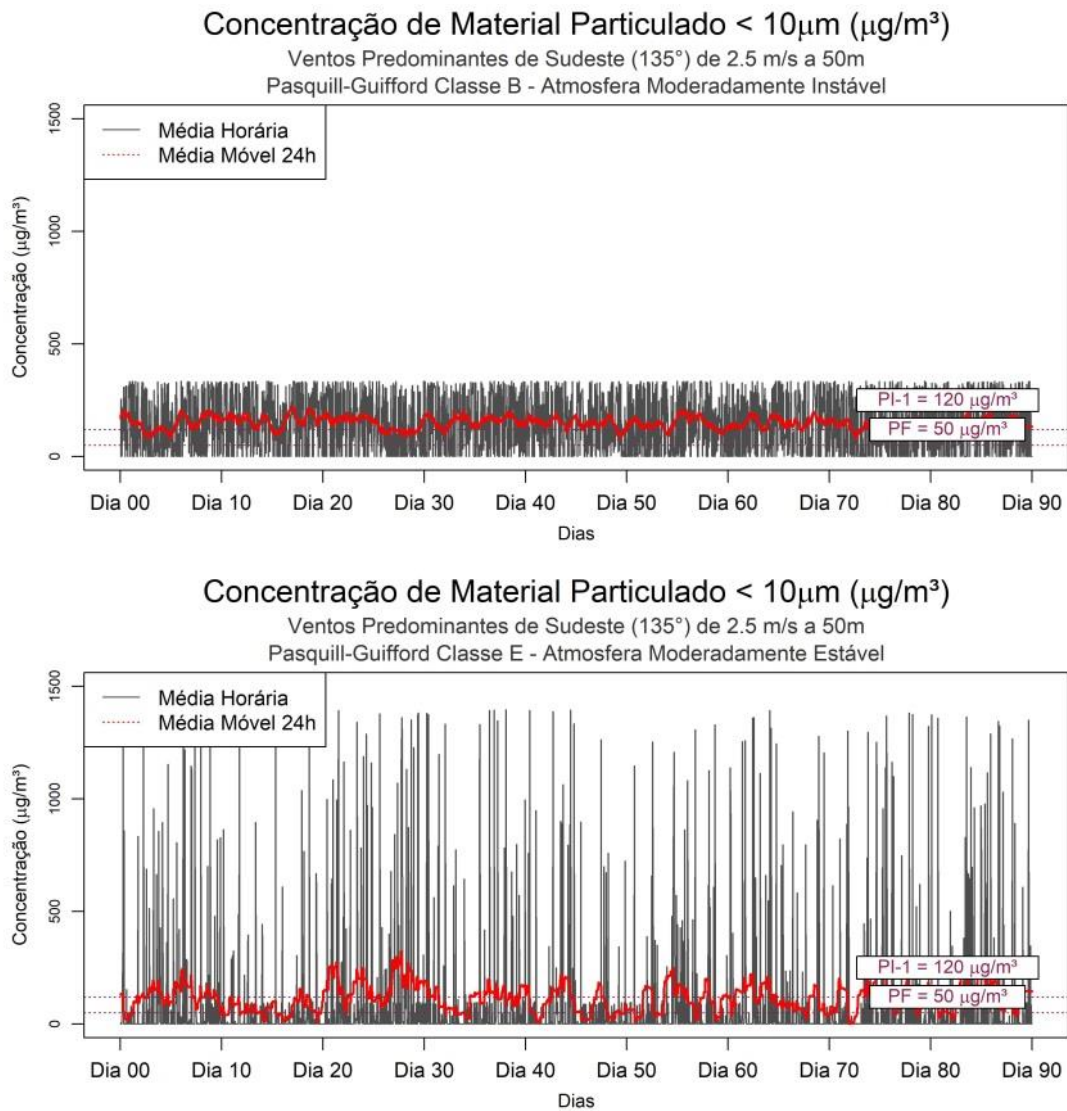 Concentração de Material Particulado < 10μm (μg/m³)
Ventos Predominantes de Sudeste (135°) de 2.5 m/s a 50m
Pasquill-Guifford Classe B - Atmosfera Moderadamente Instável
Média Horária
Média Móvel 24h
Concentração (μg/m³)
1500
1000
500
0
PI-1 = 120 μg/m³
PF = 50 μg/m³
Dia 00 Dia 10 Dia 20 Dia 30 Dia 40 Dia 50 Dia 60 Dia 70 Dia 80 Dia 90
Dias
Concentração de Material Particulado < 10μm (μg/m³)
Ventos Predominantes de Sudeste (135°) de 2.5 m/s a 50m
Pasquill-Guifford Classe E - Atmosfera Moderadamente Estável
Média Horária
Média Móvel 24h
Concentração (μg/m³)
1500
1000
500
0
PI-1 = 120 μg/m³
PF = 50 μg/m³
Dia 00 Dia 10 Dia 20 Dia 30 Dia 40 Dia 50 Dia 60 Dia 70 Dia 80 Dia 90
Dias